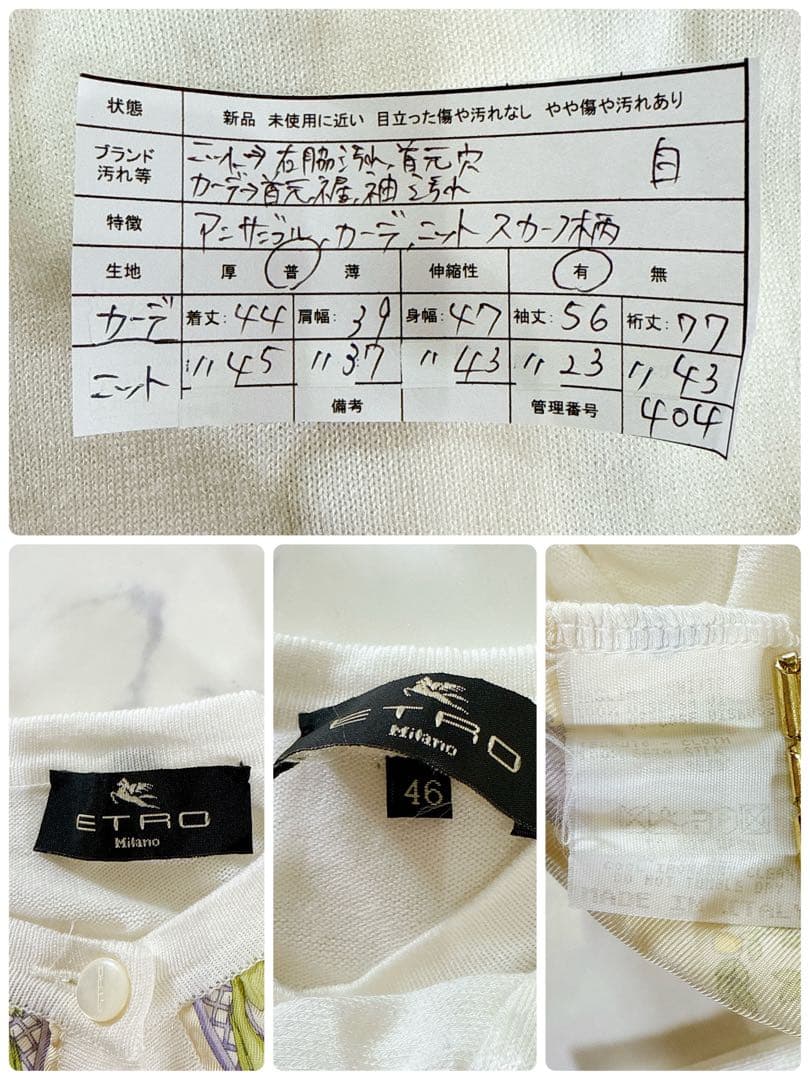 状態 新品 未使用に近い 目立った傷や汚れなし やや傷や汚れあり
ブランド
汚れ等
ニット→右脇汚れ、首元穴
カーデ→首元、裾、袖汚れ
白
特徴 アンサンブル、カーデ、ニット スカーフ柄
生地 厚 普 薄 伸縮性 有 無
カーデ 着丈:44 肩幅:39 身幅:47 袖丈:56 裄丈:77
ニット 〃45 〃37 〃43 〃23 〃43
備考 管理番号 404
ETRO
Milano
ETRO
Milano
46
MADE IN ITALY